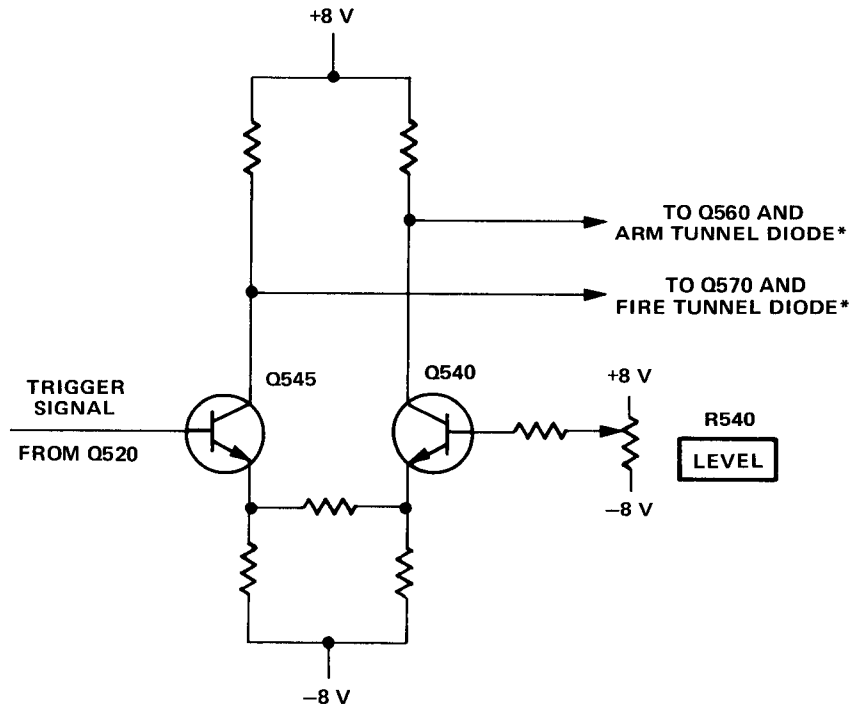 +8 V
TO Q560 AND
ARM TUNNEL DIODE*
TO Q570 AND
FIRE TUNNEL DIODE*
Q545
Q540
TRIGGER
SIGNAL
FROM Q520
+8 V
R540
LEVEL
−8 V
−8 V